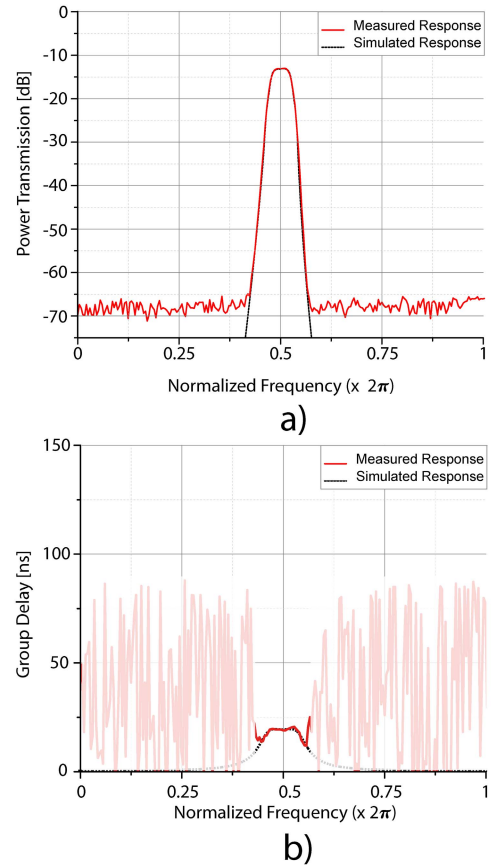 0
-10
-20
-30
-40
-50
-60
-70
Power Transmission [dB]
Measured Response
Simulated Response
0 0.25 0.5 0.75 1
Normalized Frequency (x 2π)
a)
150
100
50
0
Group Delay [ns]
Measured Response
Simulated Response
0 0.25 0.5 0.75 1
Normalized Frequency (x 2π)
b)